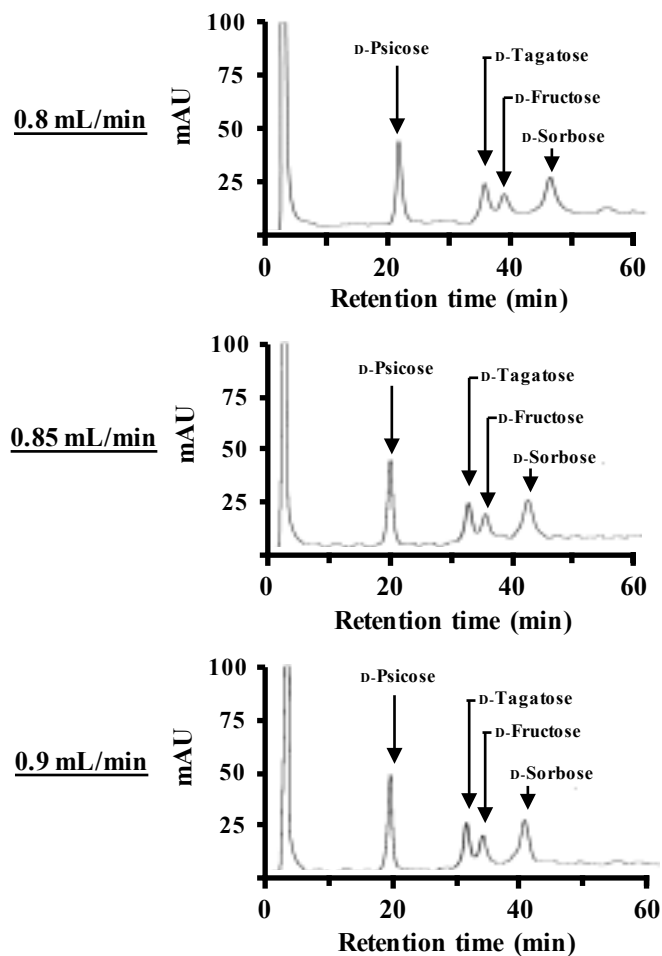 100
D-Psicose
D-Tagatose
75
D-Fructose
0.8 mL/min
mAU
50
D-Sorbose
25
0 20 40 60
Retention time (min)
100
D-Psicose
D-Tagatose
75
D-Fructose
0.85 mL/min
mAU
50
D-Sorbose
25
0 20 40 60
Retention time (min)
100
D-Psicose
D-Tagatose
75
D-Fructose
0.9 mL/min
mAU
50
D-Sorbose
25
0 20 40 60
Retention time (min)